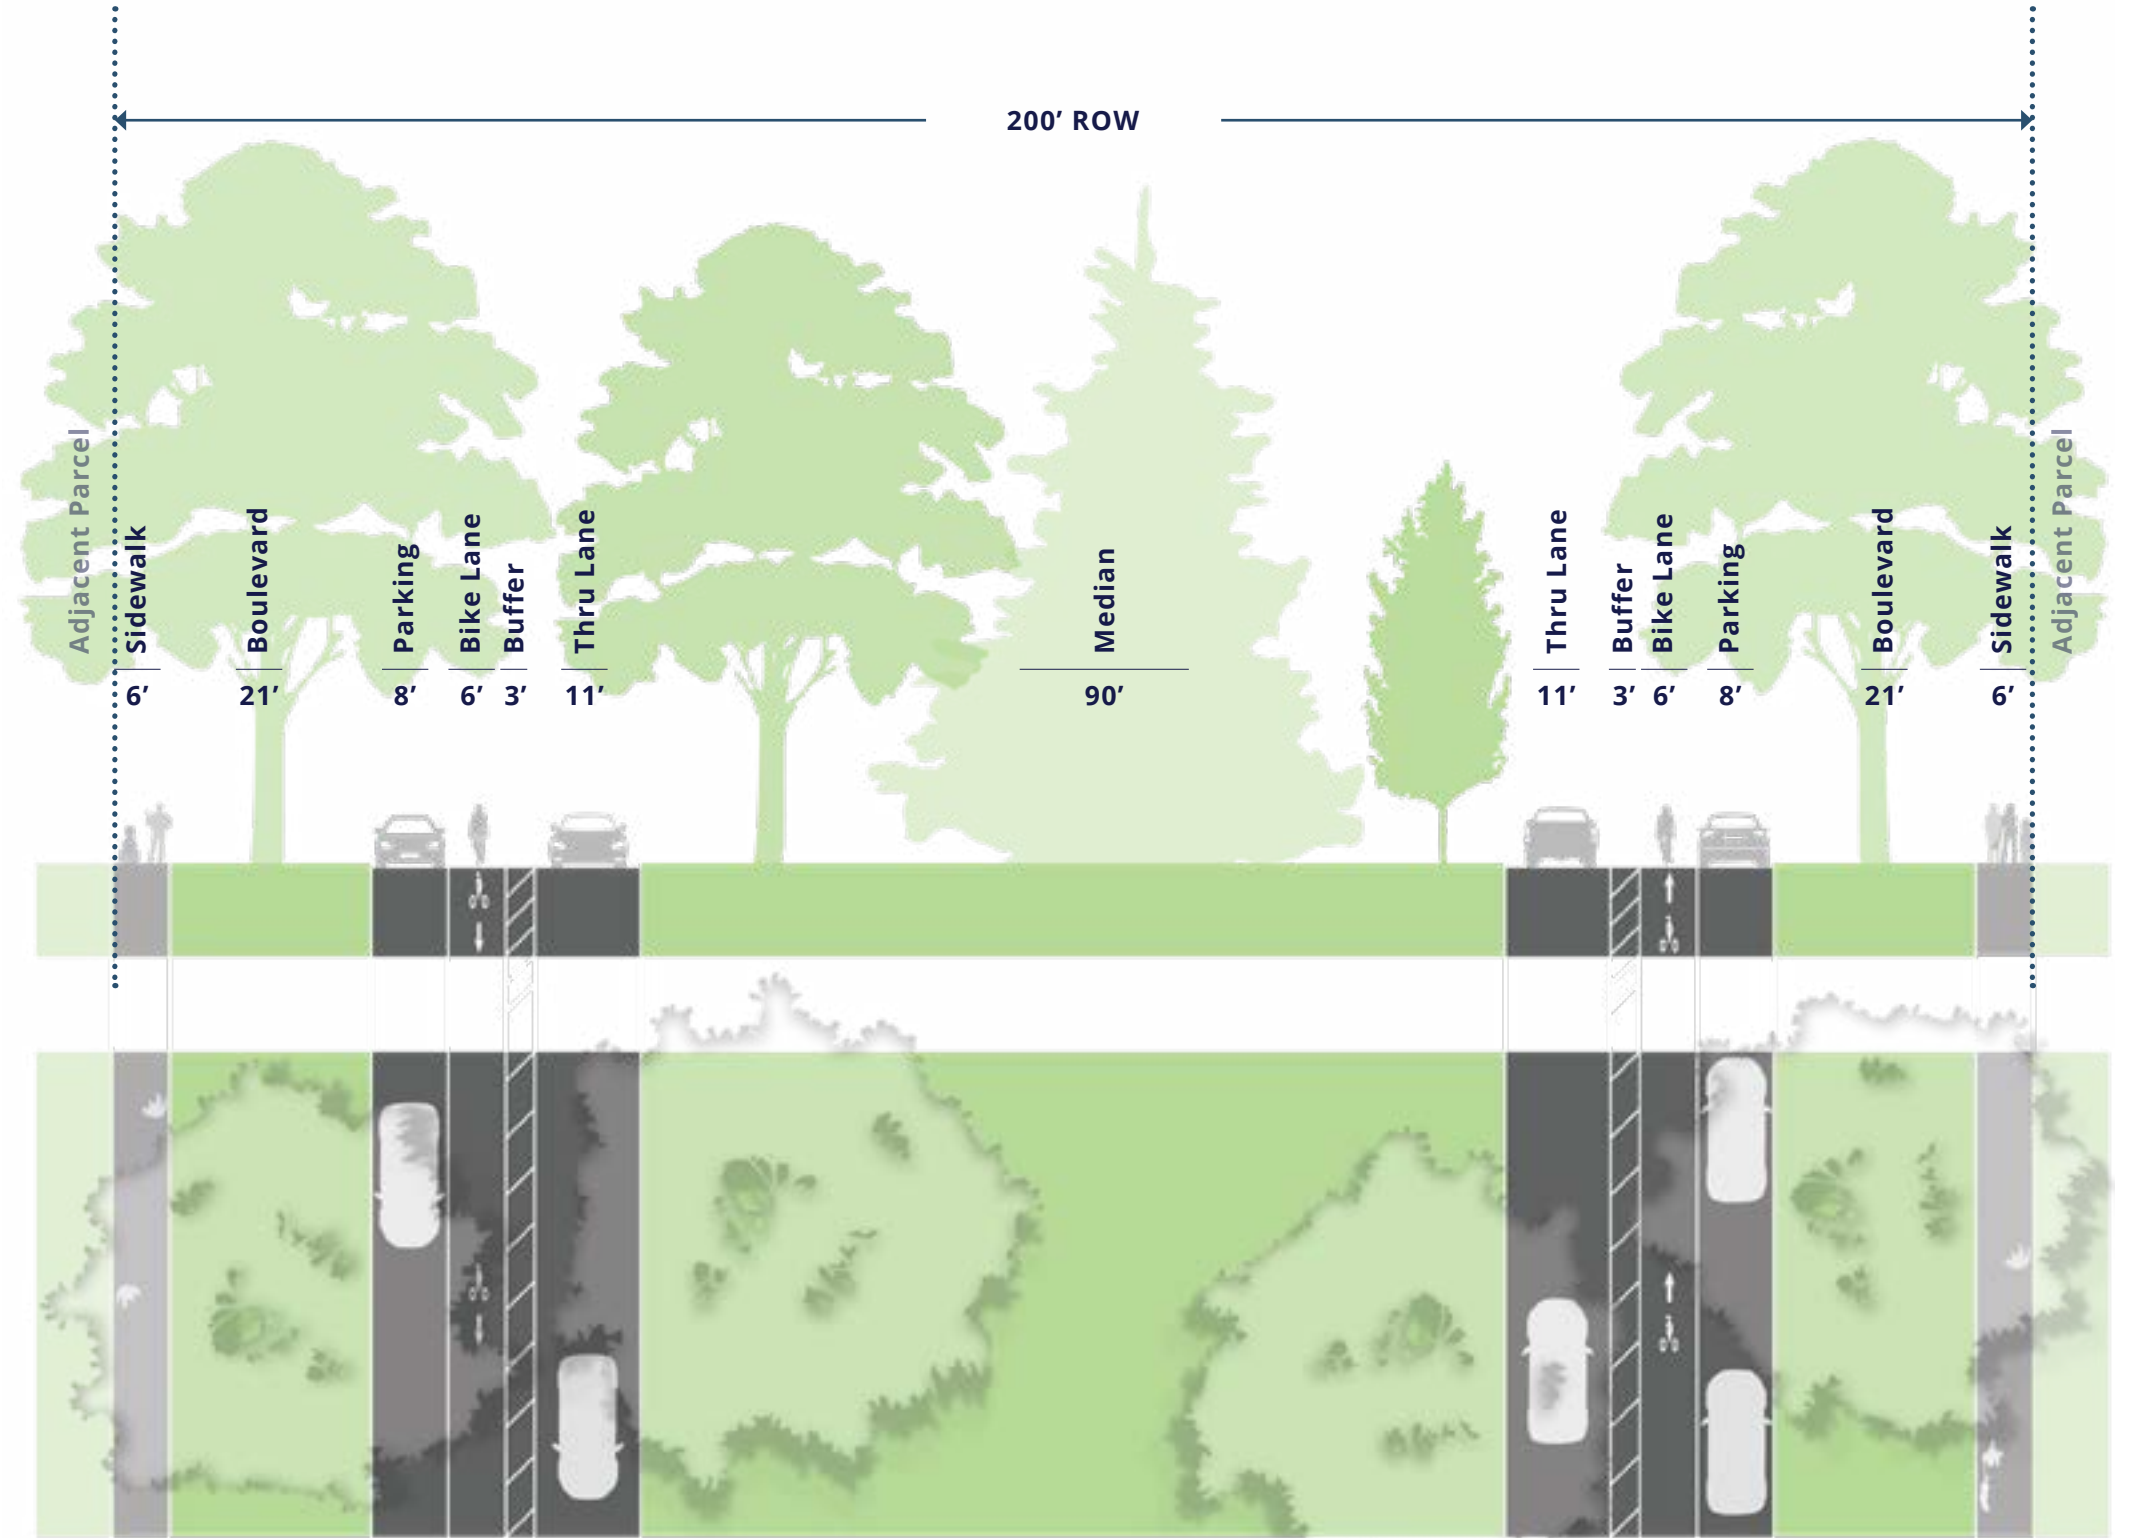 200’ ROW
Adjacent Parcel
Sidewalk
6’
Boulevard
21’
Parking
8’
Bike Lane
6’
Buffer
3’
Thru Lane
11’
Median
90’
Thru Lane
11’
Buffer
3’
Bike Lane
6’
Parking
8’
Boulevard
21’
Sidewalk
6’
Adjacent Parcel